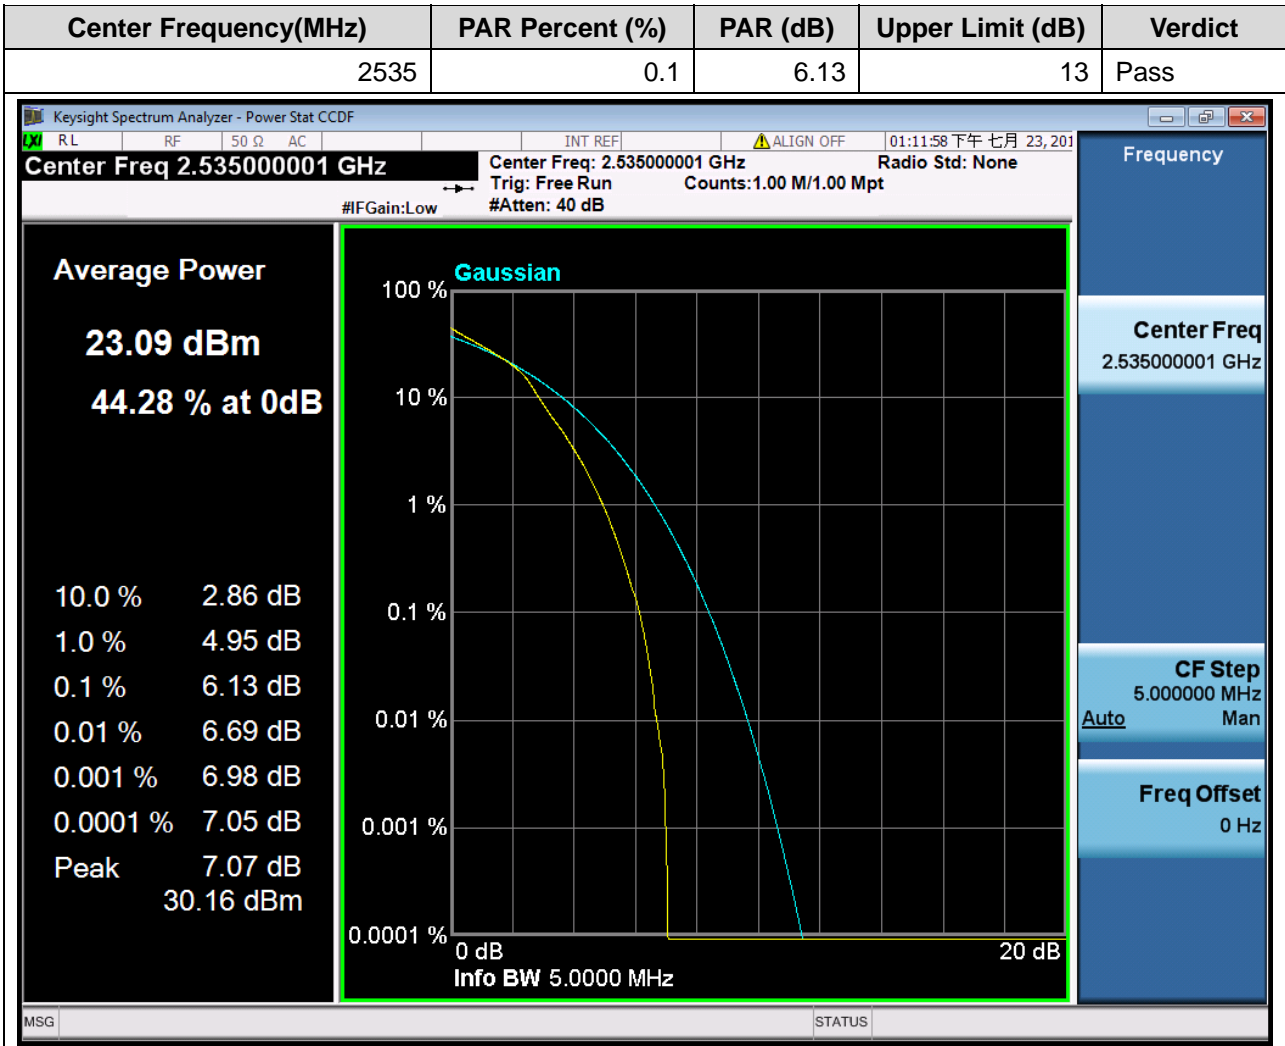 Center Frequency(MHz) PAR Percent (%) PAR (dB) Upper Limit (dB) Verdict
2535 0.1 6.13 13 Pass
Keysight Spectrum Analyzer - Power Stat CCDF
LXI RL RF 50 Ω AC INT REF ALIGN OFF 01:11:58 下午 七月 23, 201
Center Freq 2.535000001 GHz
Center Freq: 2.535000001 GHz Radio Std: None
Trig: Free Run Counts:1.00 M/1.00 Mpt
#IFGain:Low #Atten: 40 dB
Average Power
23.09 dBm
44.28 % at 0dB
10.0 % 2.86 dB
1.0 % 4.95 dB
0.1 % 6.13 dB
0.01 % 6.69 dB
0.001 % 6.98 dB
0.0001 % 7.05 dB
Peak 7.07 dB
30.16 dBm
Gaussian
100 %
10 %
1 %
0.1 %
0.01 %
0.001 %
0.0001 %
0 dB 20 dB
Info BW 5.0000 MHz
Frequency
Center Freq
2.535000001 GHz
CF Step
5.000000 MHz
Auto Man
Freq Offset
0 Hz
MSG STATUS